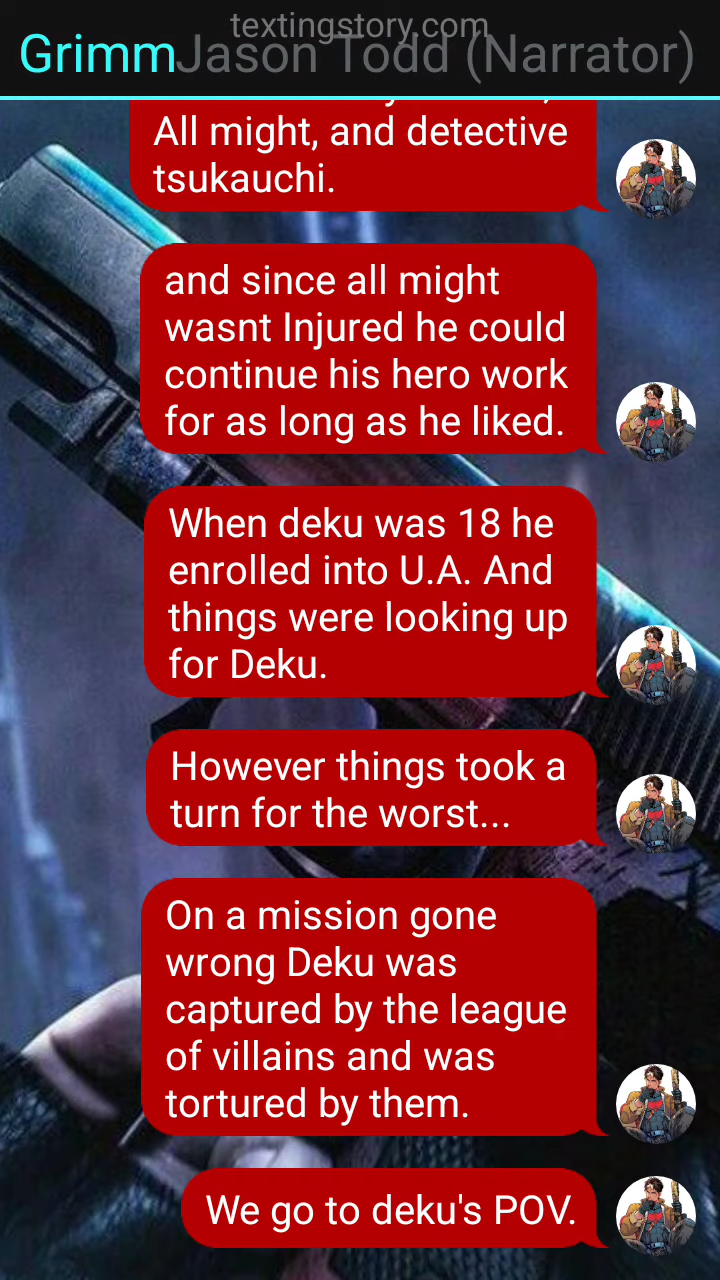 textingstory.com
Grimm Jason Todd (Narrator)
All might, and detective
tsukauchi.
and since all might
wasnt Injured he could
continue his hero work
for as long as he liked.
When deku was 18 he
enrolled into U.A. And
things were looking up
for Deku.
However things took a
turn for the worst...
On a mission gone
wrong Deku was
captured by the league
of villains and was
tortured by them.
We go to deku's POV.